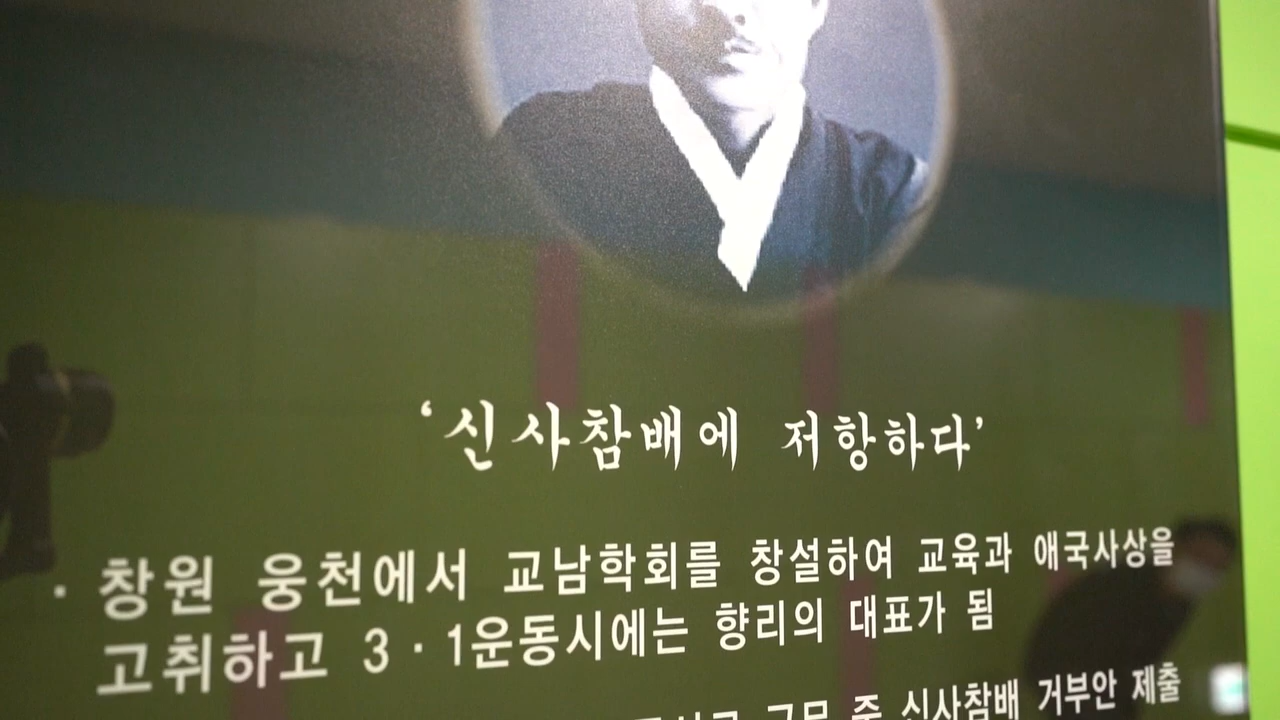 ‘신사참배에 저항하다’
· 창원 웅천에서 교남학회를 창설하여 교육과 애국사상을
고취하고 3·1운동시에는 향리의 대표가 됨
근무 중 신사참배 거부안 제출